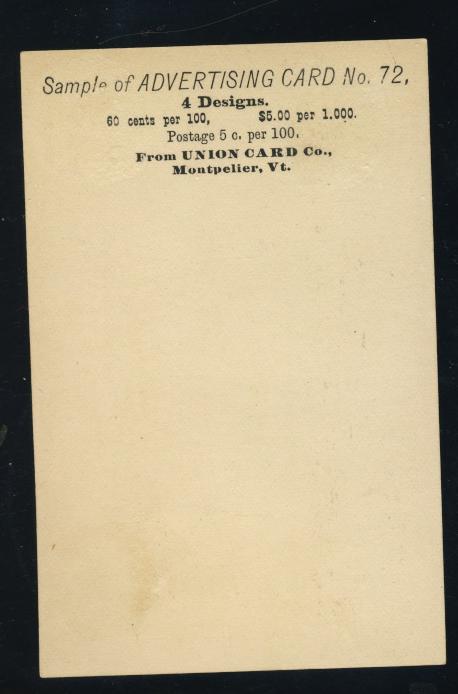 Sample of ADVERTISING CARD No. 72,
4 Designs.
60 cents per 100, $5.00 per 1.000.
Postage 5 c. per 100.
From UNION CARD Co.,
Montpelier, Vt.